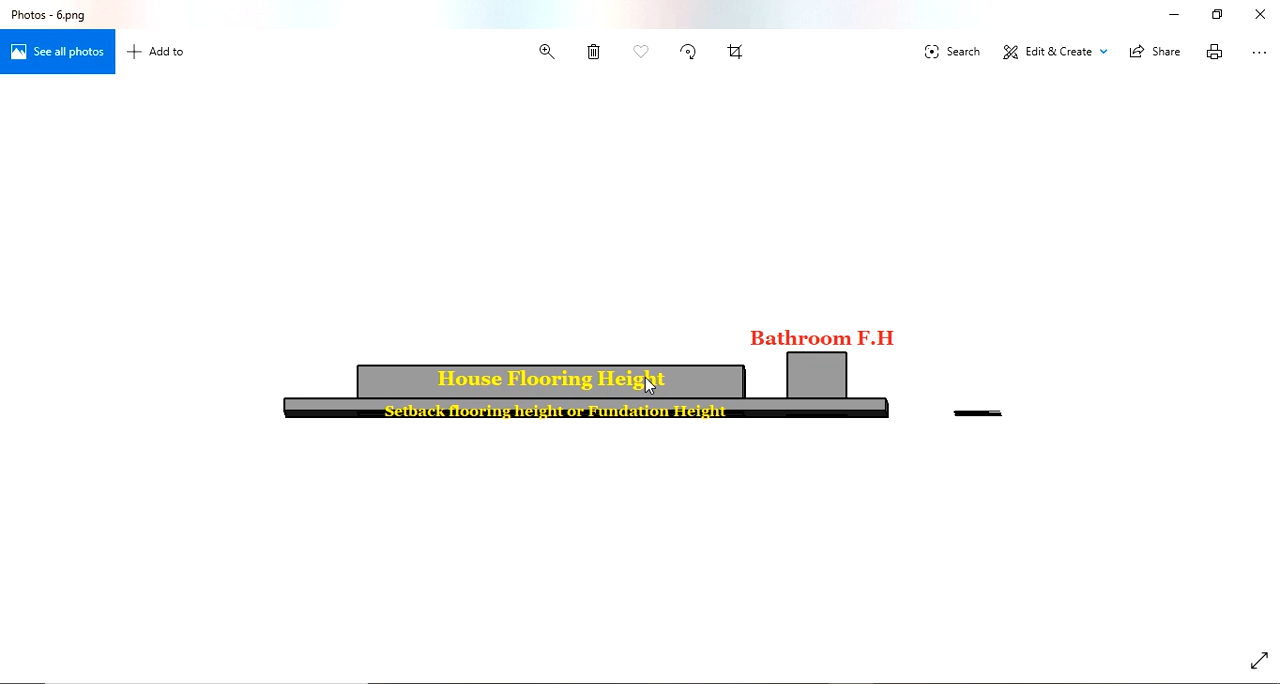 Photos - 6.png
See all photos
Add to
Search
Edit & Create
Share
Bathroom F.H
House Flooring Height
Setback flooring height or Fundation Height